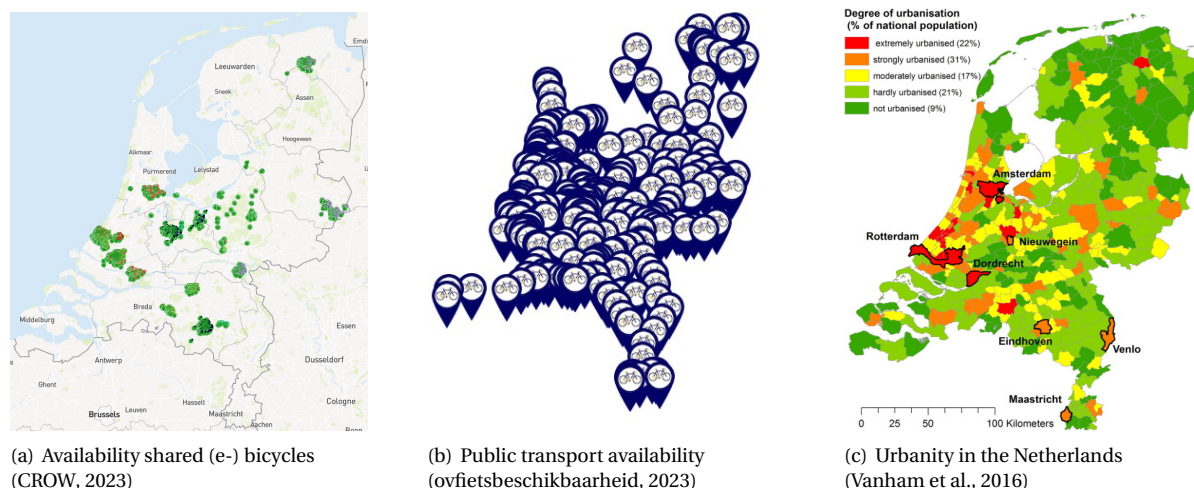 Emde
Leeuwarden
Sneek
Assen
Hoogeveen
Alkmaar
Purmerend
Lelystad
Breda
Middelburg
Essen
Antwerp
Dusseldorf
Ghent
Hasselt
Brussels
Leuven
Maastricht
Cologne
Aachen
Bonn
(a) Availability shared (e-) bicycles
(CROW, 2023)
(b) Public transport availability
(ovfietsbeschikbaarheid, 2023)
Degree of urbanisation
(% of national population)
extremely urbanised (22%)
strongly urbanised (31%)
moderately urbanised (17%)
hardly urbanised (21%)
not urbanised (9%)
Amsterdam
Rotterdam
Nieuwegein
Dordrecht
Eindhoven
Venlo
Maastricht
0 25 50 100 Kilometers
(c) Urbanity in the Netherlands
(Vanham et al., 2016)